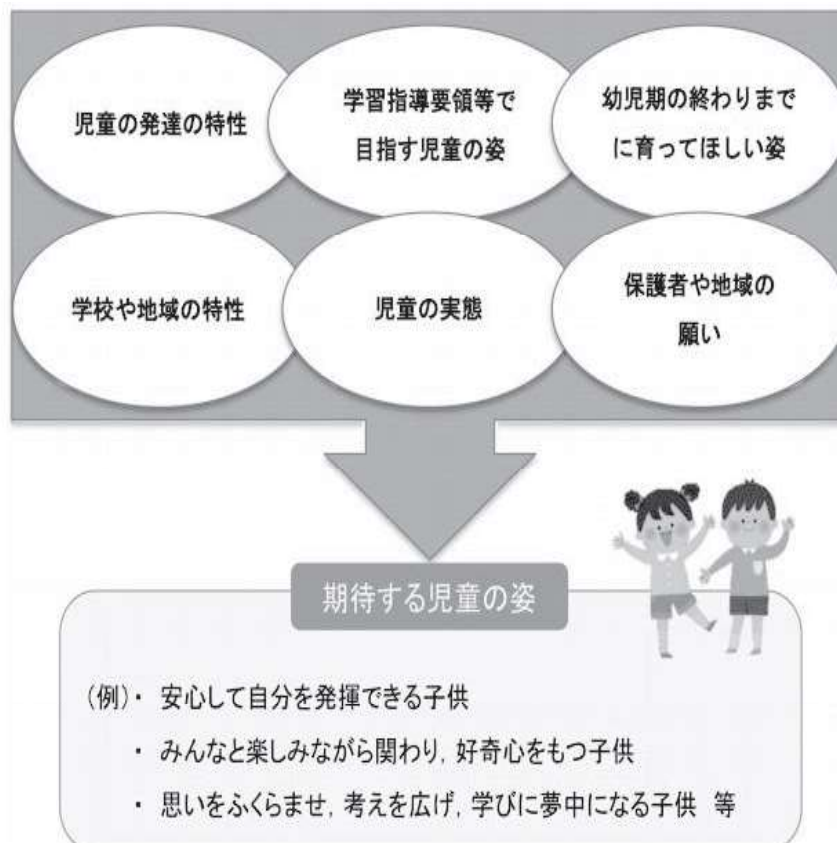 児童の発達の特性
学習指導要領等で
目指す児童の姿
幼児期の終わりまで
に育ってほしい姿
学校や地域の特性
児童の実態
保護者や地域の
願い
期待する児童の姿
(例)・ 安心して自分を発揮できる子供
・ みんなと楽しみながら関わり,好奇心をもつ子供
・ 思いをふくらませ,考えを広げ,学びに夢中になる子供 等